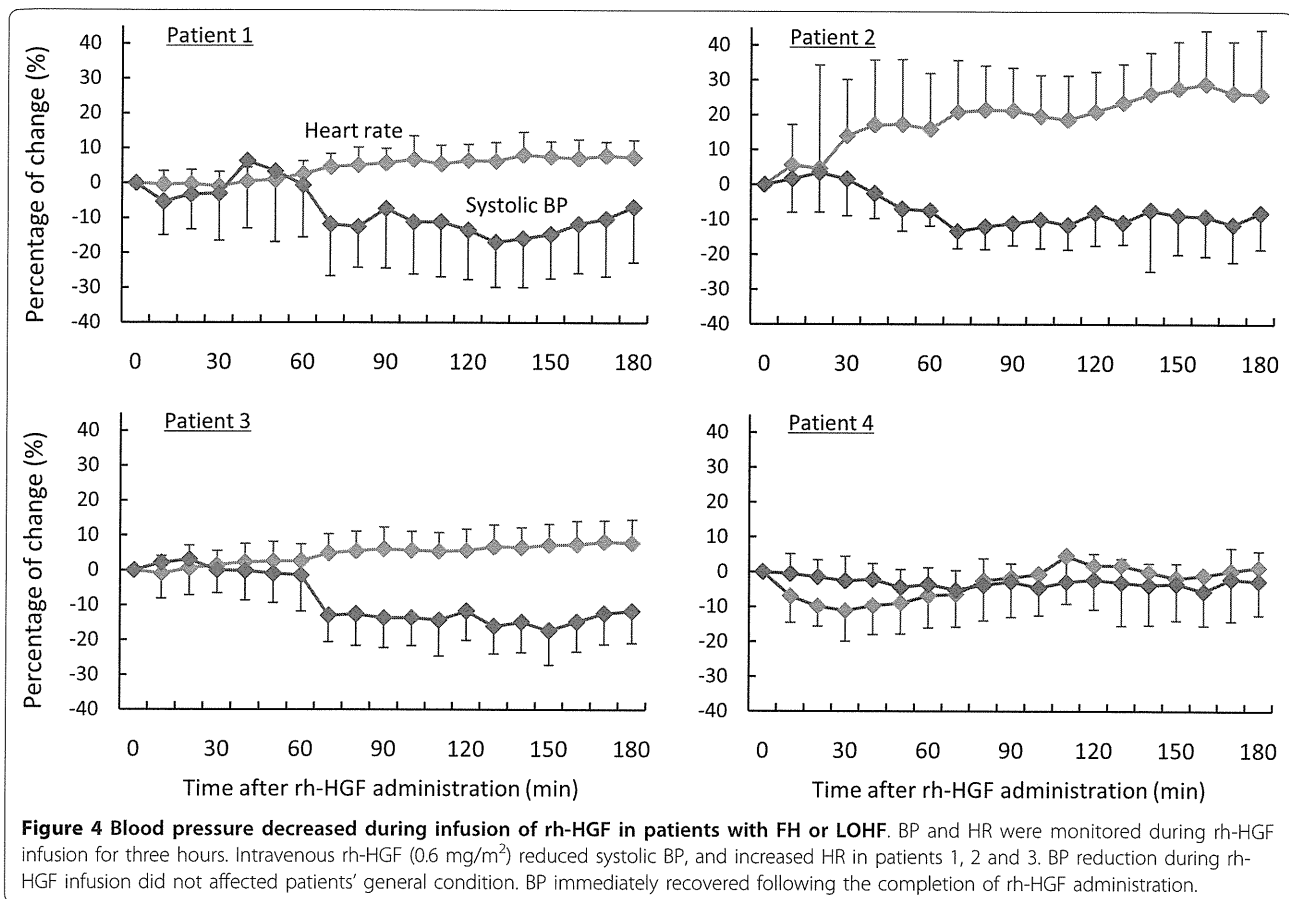 Patient 1
Patient 2
Percentage of change (%)
40
30
20
10
0
-10
-20
-30
-40
Heart rate
Systolic BP
0 30 60 90 120 150 180
40
30
20
10
0
-10
-20
-30
-40
0 30 60 90 120 150 180
Patient 3
Patient 4
Percentage of change (%)
40
30
20
10
0
-10
-20
-30
-40
0 30 60 90 120 150 180
Time after rh-HGF administration (min)
40
30
20
10
0
-10
-20
-30
-40
0 30 60 90 120 150 180
Time after rh-HGF administration (min)
Figure 4 Blood pressure decreased during infusion of rh-HGF in patients with FH or LOHF. BP and HR were monitored during rh-HGF
infusion for three hours. Intravenous rh-HGF (0.6 mg/m²) reduced systolic BP, and increased HR in patients 1, 2 and 3. BP reduction during rh-
HGF infusion did not affected patients' general condition. BP immediately recovered following the completion of rh-HGF administration.